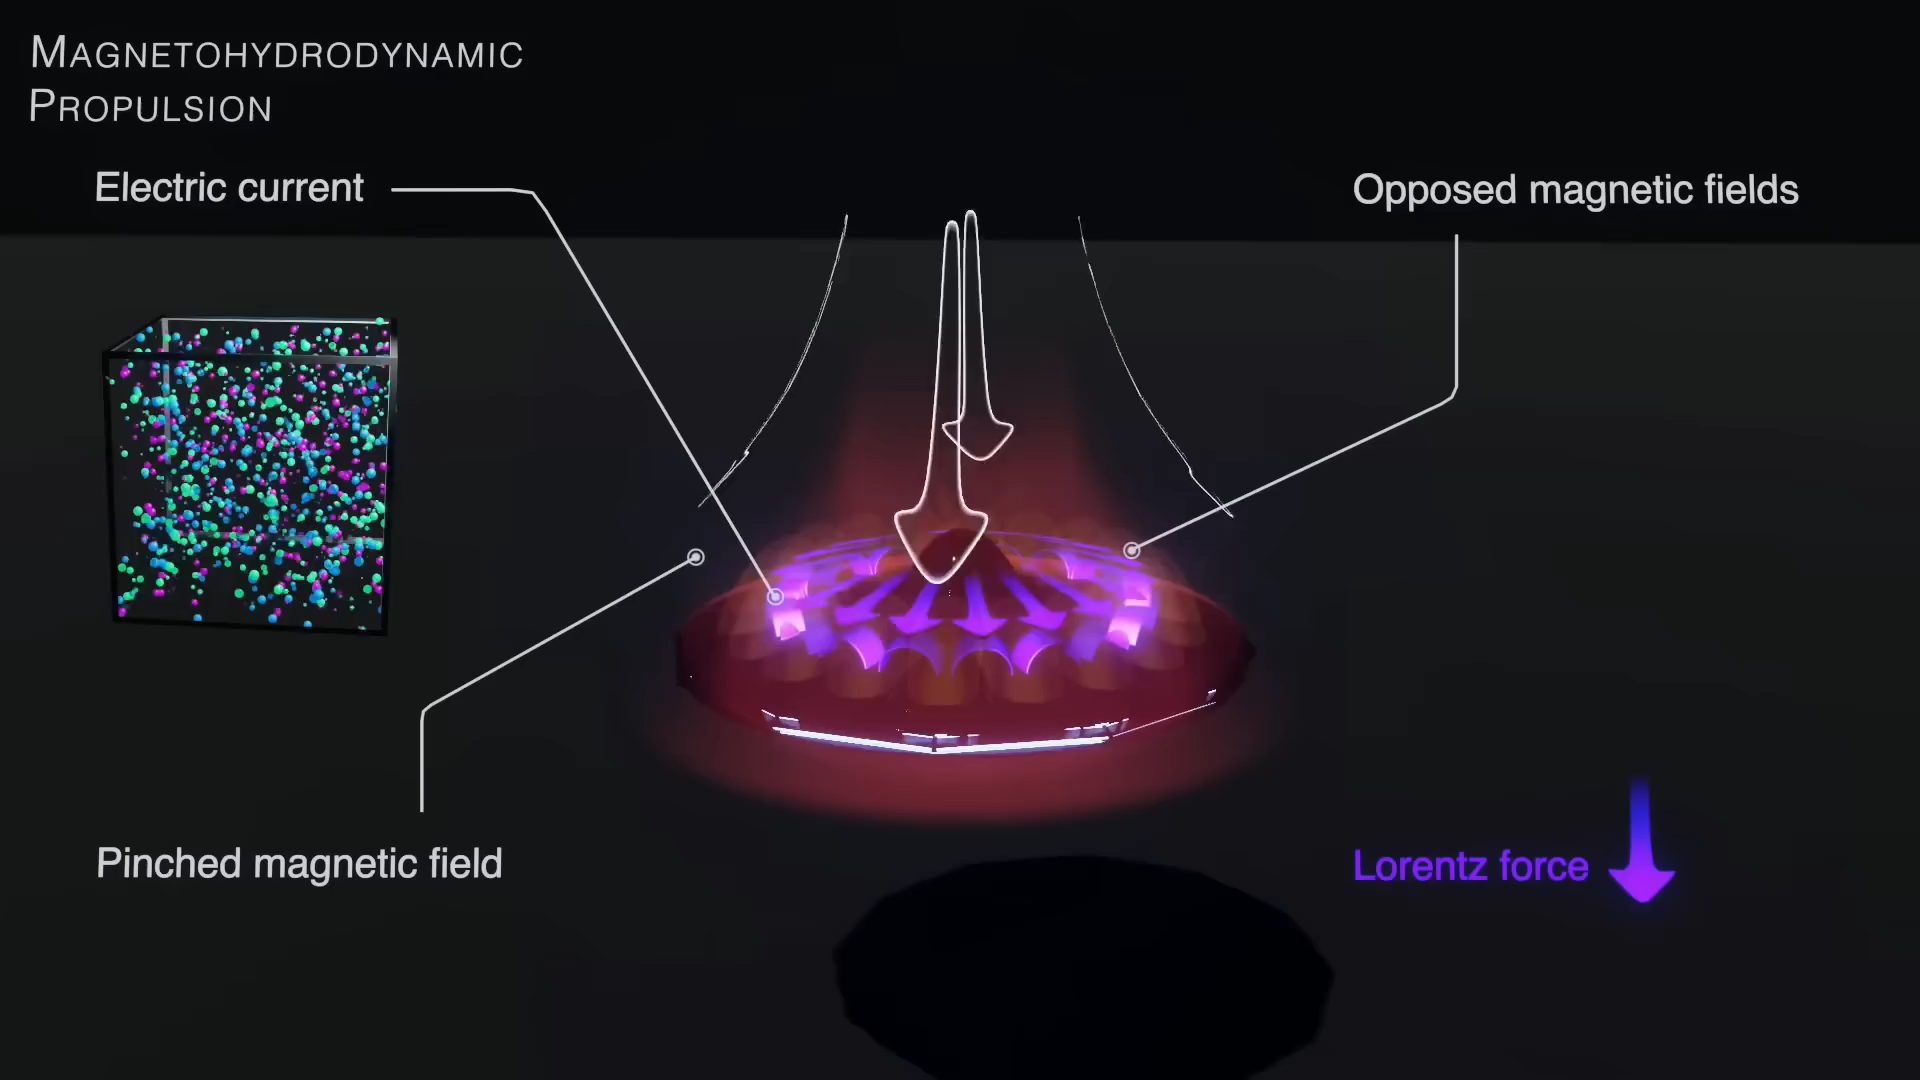 MAGNETOHYDRODYNAMIC
PROPULSION
Electric current
Opposed magnetic fields
Pinched magnetic field
Lorentz force